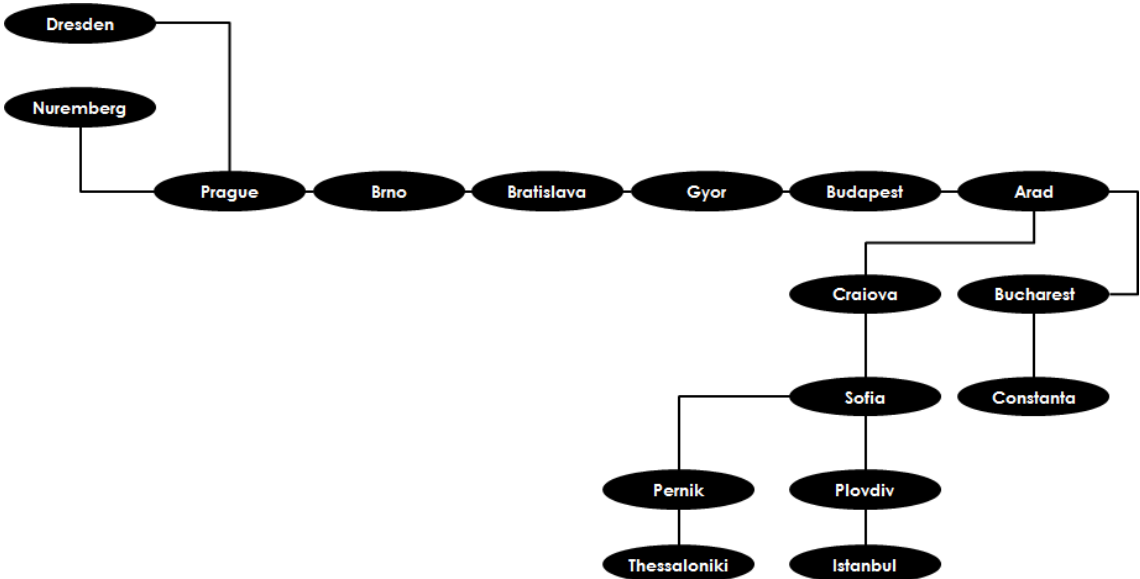 Dresden
Nuremberg
Prague
Brno
Bratislava
Gyor
Budapest
Arad
Craiova
Bucharest
Sofia
Constanta
Pernik
Plovdiv
Thessaloniki
Istanbul